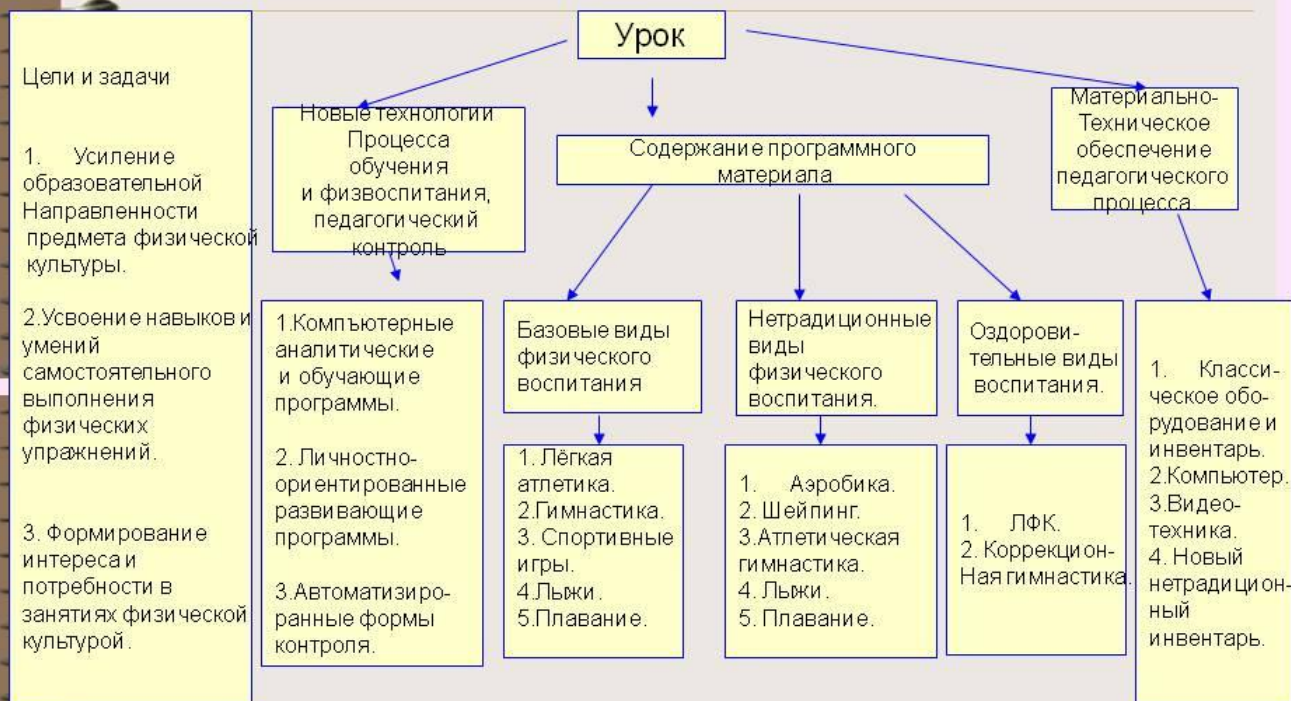 Урок
Цели и задачи
1. Усиление
образовательной
Направленности
предмета физической
культуры.
2.Усвоение навыков и
умений
самостоятельного
выполнения
физических
упражнений.
3. Формирование
интереса и
потребности в
занятиях физической
культурой.
Новые технологии
Процесса
обучения
и физвоспитания,
педагогический
контроль
Содержание программного
материала
Материально-
Техническое
обеспечение
педагогического
процесса
1.Компьютерные
аналитические
и обучающие
программы.
2. Личностно-
ориентированные
развивающие
программы.
3.Автоматизиро-
ранные формы
контроля.
Базовые виды
физического
воспитания
Нетрадиционные
виды
физического
воспитания.
Оздорови-
тельные виды
воспитания.
1. Лёгкая
атлетика.
2.Гимнастика.
3. Спортивные
игры.
4.Лыжи.
5.Плавание.
1. Аэробика.
2. Шейпинг.
3.Атлетическая
гимнастика.
4. Лыжи.
5. Плавание.
1. ЛФК.
2. Коррекцион-
Ная гимнастика.
1. Класси-
ческое обо-
рудование и
инвентарь.
2.Компьютер.
3.Видео-
техника.
4. Новый
нетрадицион-
ный
инвентарь.